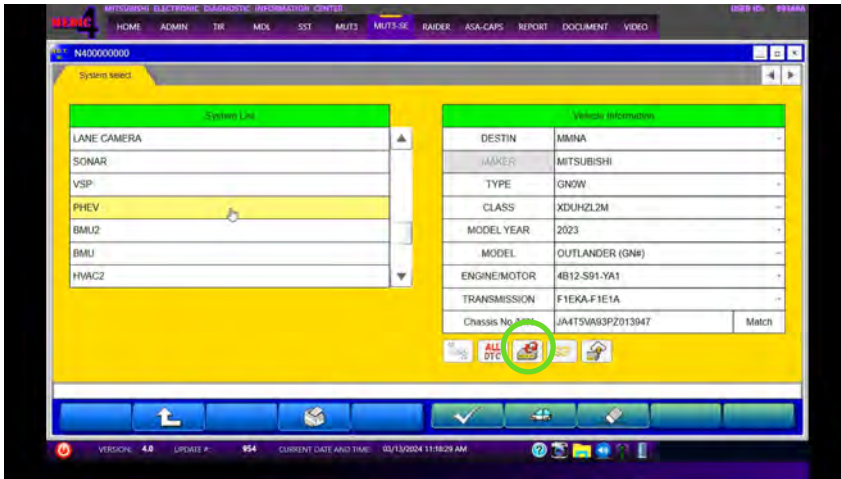 MITSUBISHI ELECTRONIC DIAGNOSTIC INFORMATION CENTER
MEDIC 4
HOME ADMIN TIR MDL SST MUT3 MUT3-SE RAIDER ASA-CAPS REPORT DOCUMENT VIDEO
N400000000
System select
System List
LANE CAMERA
SONAR
VSP
PHEV
BMU2
BMU
HVAC2
Vehicle Information
DESTIN MMNA
MAKER MITSUBISHI
TYPE GN0W
CLASS XDUHZL2M
MODEL YEAR 2023
MODEL OUTLANDER (GN#)
ENGINE/MOTOR 4B12-S91-YA1
TRANSMISSION F1EKA-F1E1A
Chassis No. JA4T5VA93PZ013947 Match
ALL
DTC
VERSION: 4.0 UPDATE #: 954 CURRENT DATE AND TIME: 03/13/2024 11:18:29 AM